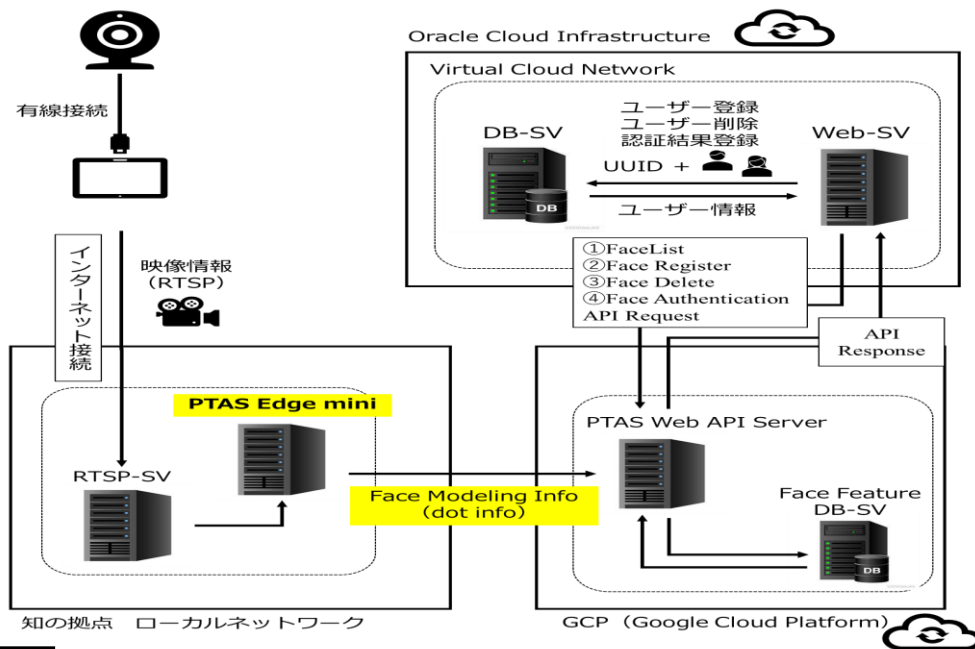 Oracle Cloud Infrastructure
Virtual Cloud Network
有線接続
DB-SV
ユーザー登録
ユーザー削除
認証結果登録
UUID +
Web-SV
DB
ユーザー情報
インターネット接続
映像情報
(RTSP)
①FaceList
②Face Register
③Face Delete
④Face Authentication
API Request
API
Response
PTAS Edge mini
RTSP-SV
Face Modeling Info
(dot info)
PTAS Web API Server
Face Feature
DB-SV
DB
知の拠点 ローカルネットワーク
GCP (Google Cloud Platform)